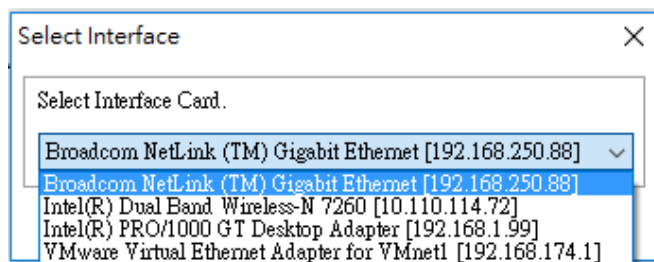 Select Interface
Select Interface Card.
Broadcom NetLink (TM) Gigabit Ethernet [192.168.250.88]
Broadcom NetLink (TM) Gigabit Ethernet [192.168.250.88]
Intel(R) Dual Band Wireless-N 7260 [10.110.114.72]
Intel(R) PRO/1000 GT Desktop Adapter [192.168.1.99]
VMware Virtual Ethernet Adapter for VMnet1 [192.168.174.1]